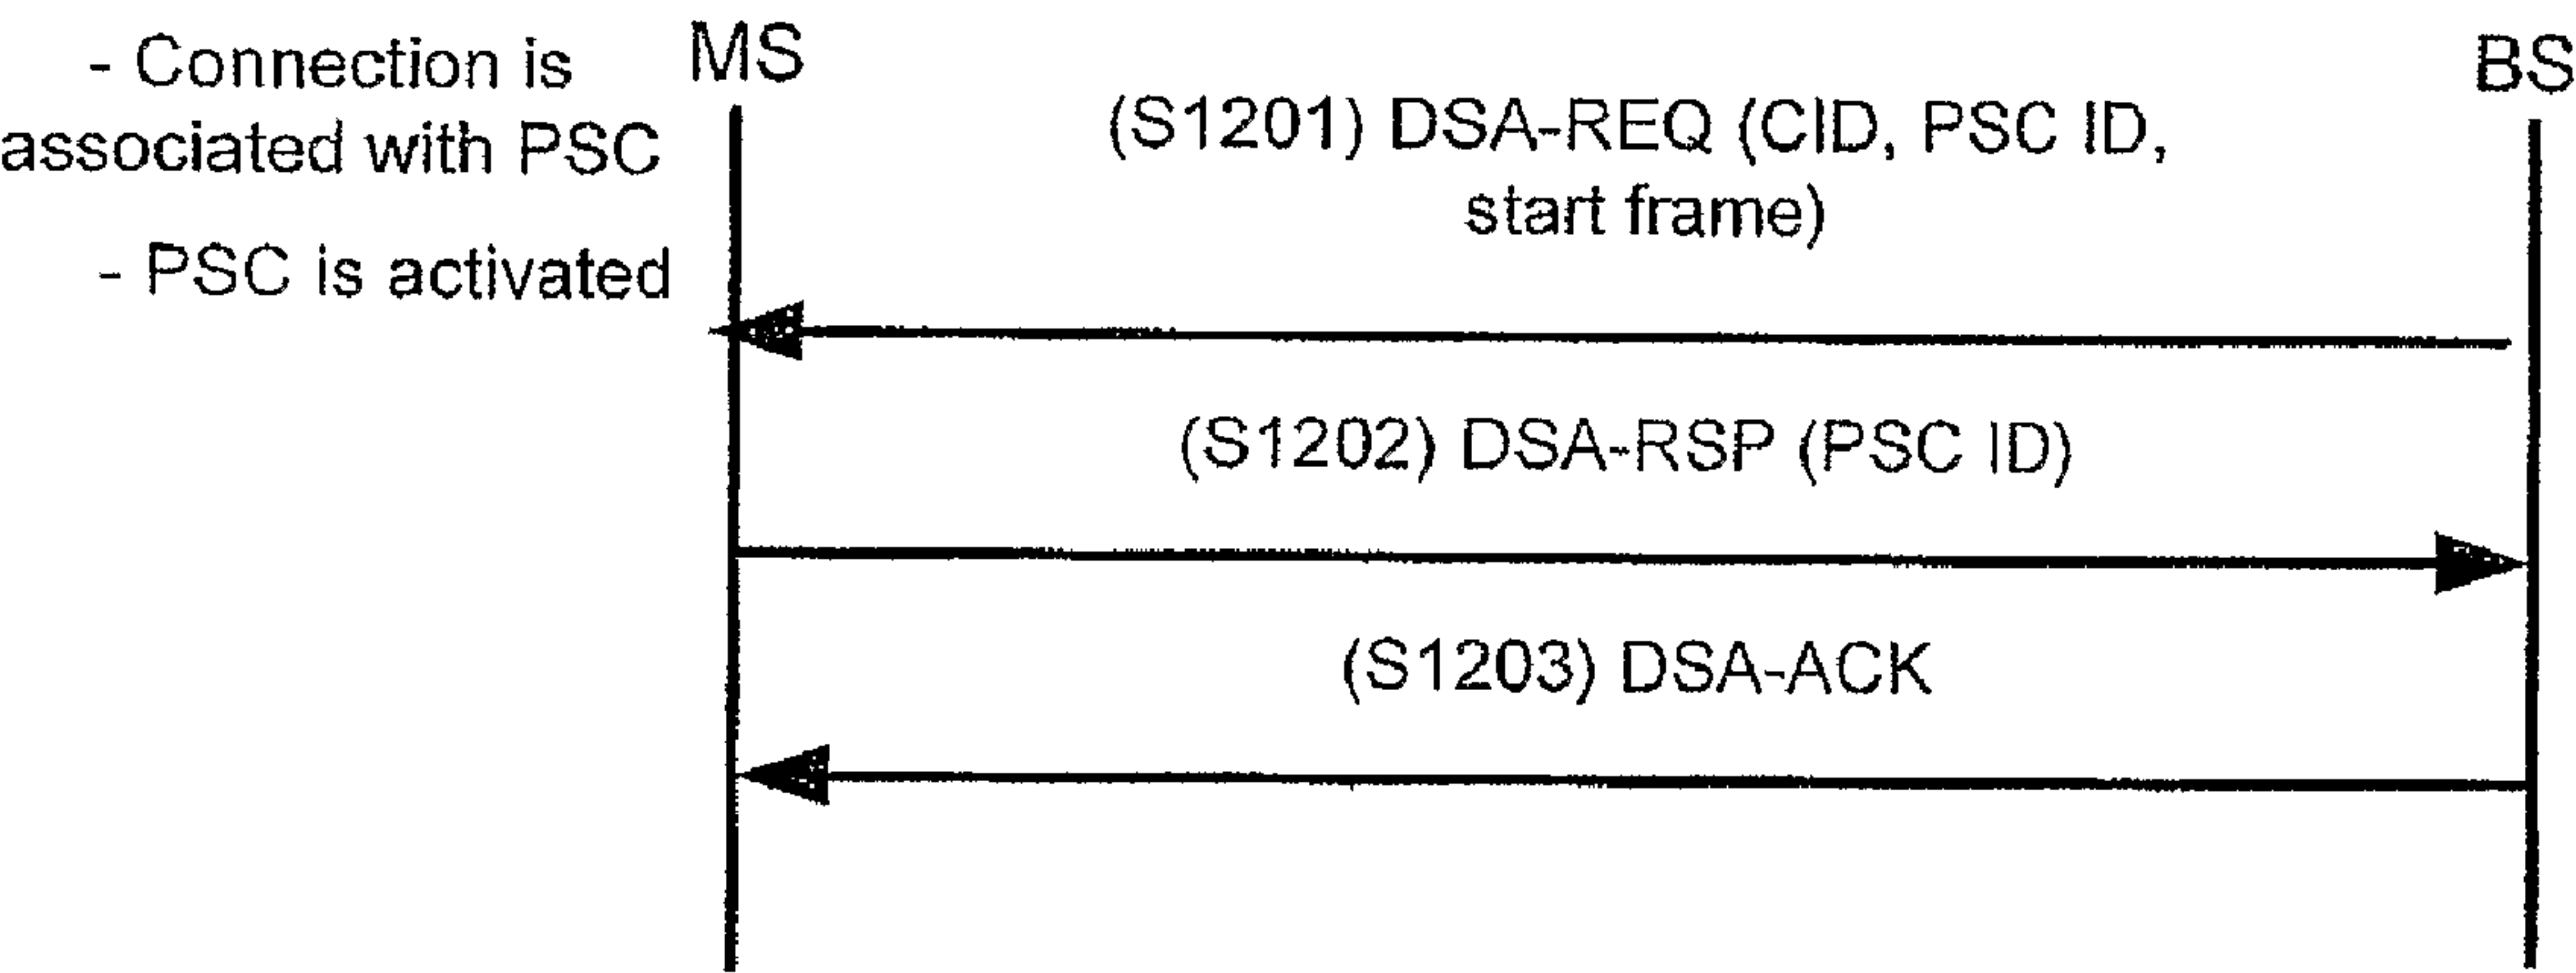 - Connection is
associated with PSC
- PSC is activated
MS
BS
(S1201) DSA-REQ (CID, PSC ID,
start frame)
(S1202) DSA-RSP (PSC ID)
(S1203) DSA-ACK